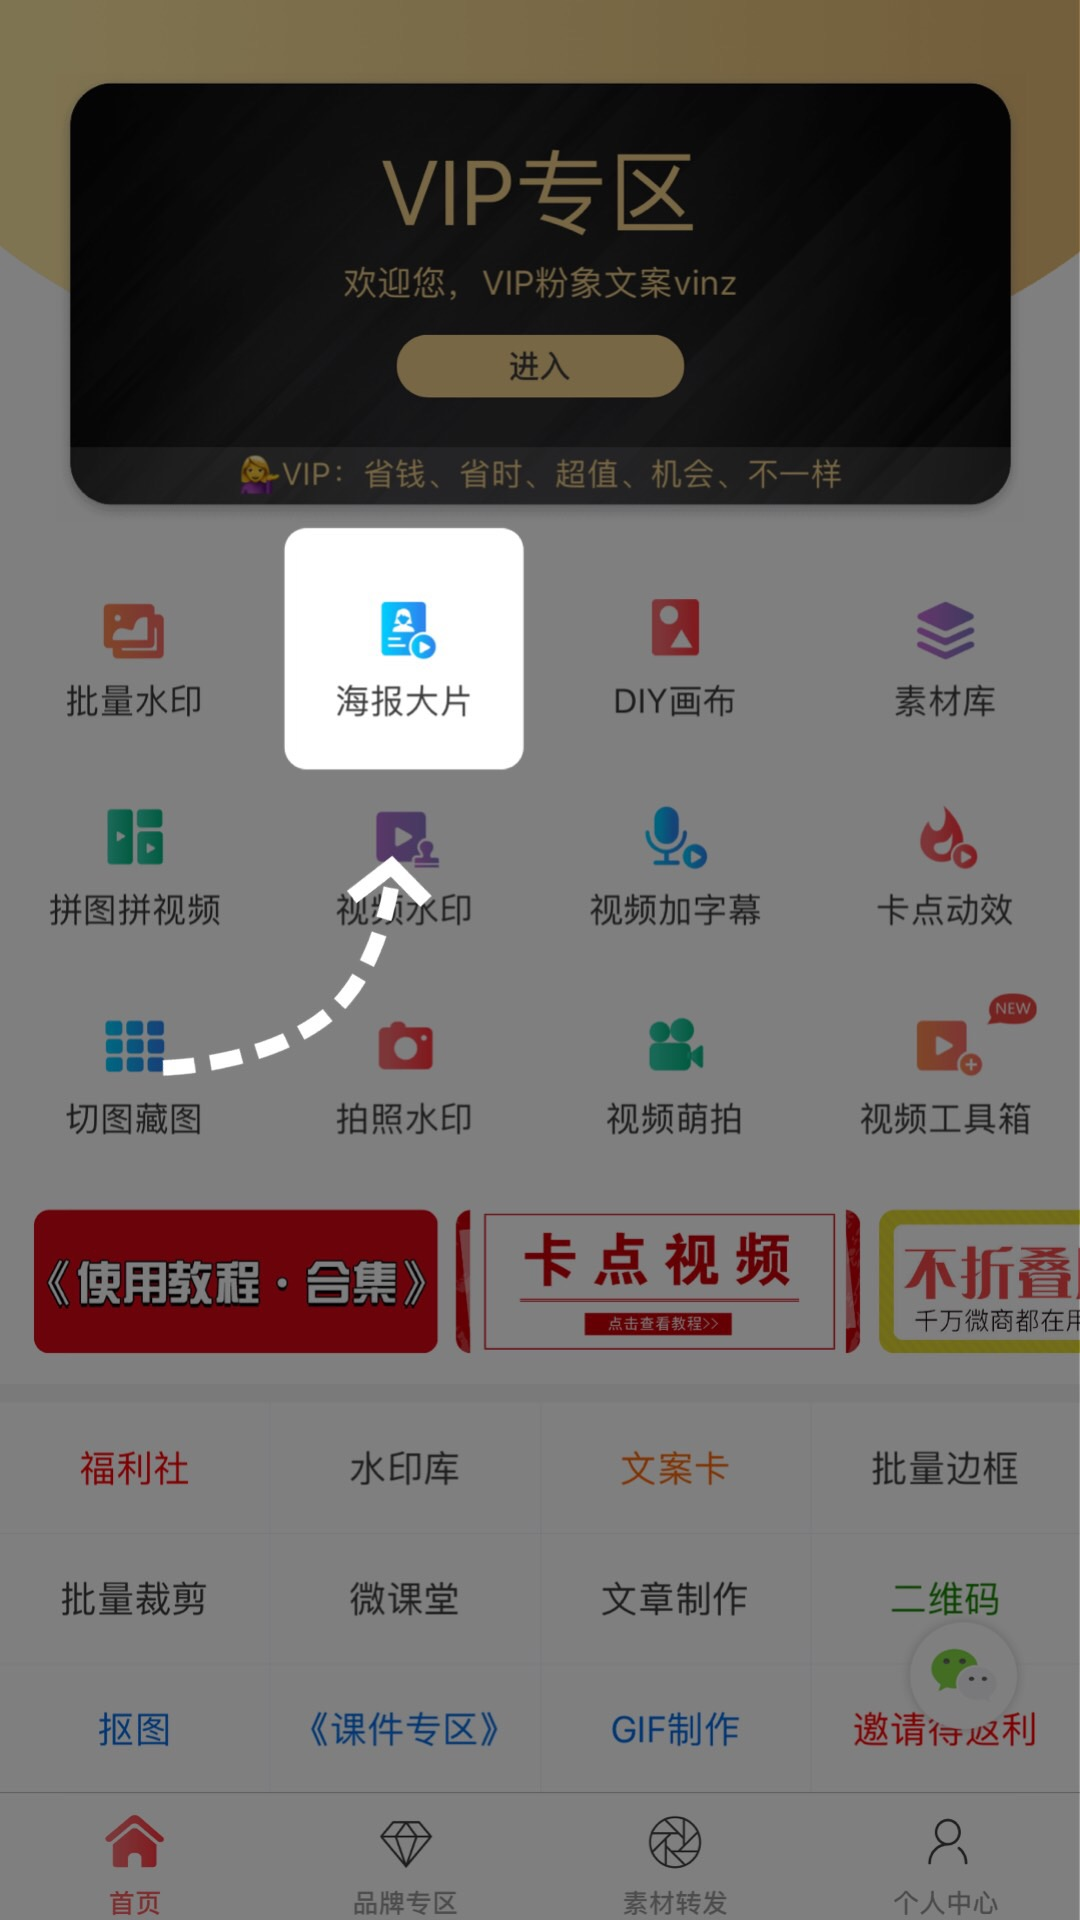 VIP专区
欢迎您，VIP粉象文案vinz
进入
VIP：省钱、省时、超值、机会、不一样
批量水印
海报大片
DIY画布
素材库
拼图拼视频
视频水印
视频加字幕
卡点动效
NEW
切图藏图
拍照水印
视频萌拍
视频工具箱
《使用教程·合集》
卡点视频
点击查看教程>>
不折叠
千万微商都在用
福利社
水印库
文案卡
批量边框
批量裁剪
微课堂
文章制作
二维码
抠图
《课件专区》
GIF制作
邀请得返利
首页
品牌专区
素材转发
个人中心